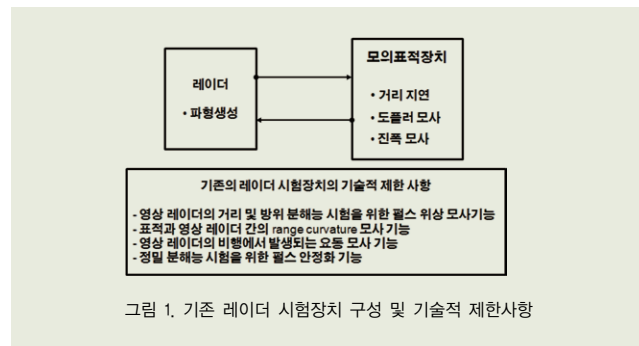 레이더
• 파형생성
모의표적장치
• 거리 지연
• 도플러 모사
• 진폭 모사
기존의 레이더 시험장치의 기술적 제한 사항
- 영상 레이더의 거리 및 방위 분해능 시험을 위한 펄스 위상 모사기능
- 표적과 영상 레이더 간의 range curvature 모사 기능
- 영상 레이더의 비행에서 발생되는 요동 모사 기능
- 정밀 분해능 시험을 위한 펄스 안정화 기능
그림 1. 기존 레이더 시험장치 구성 및 기술적 제한사항